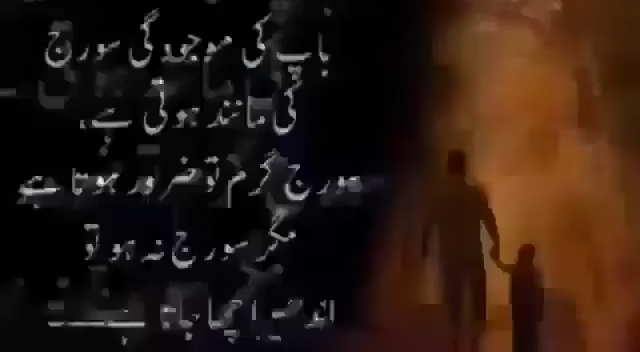 باپ کی موجودگی سورج
کی مانند ہوتی ہے.
سورج گرم تو ضرور ہوتا ہے
مگر سورج نہ ہو تو
اندھیرا چھا جاتا ہے